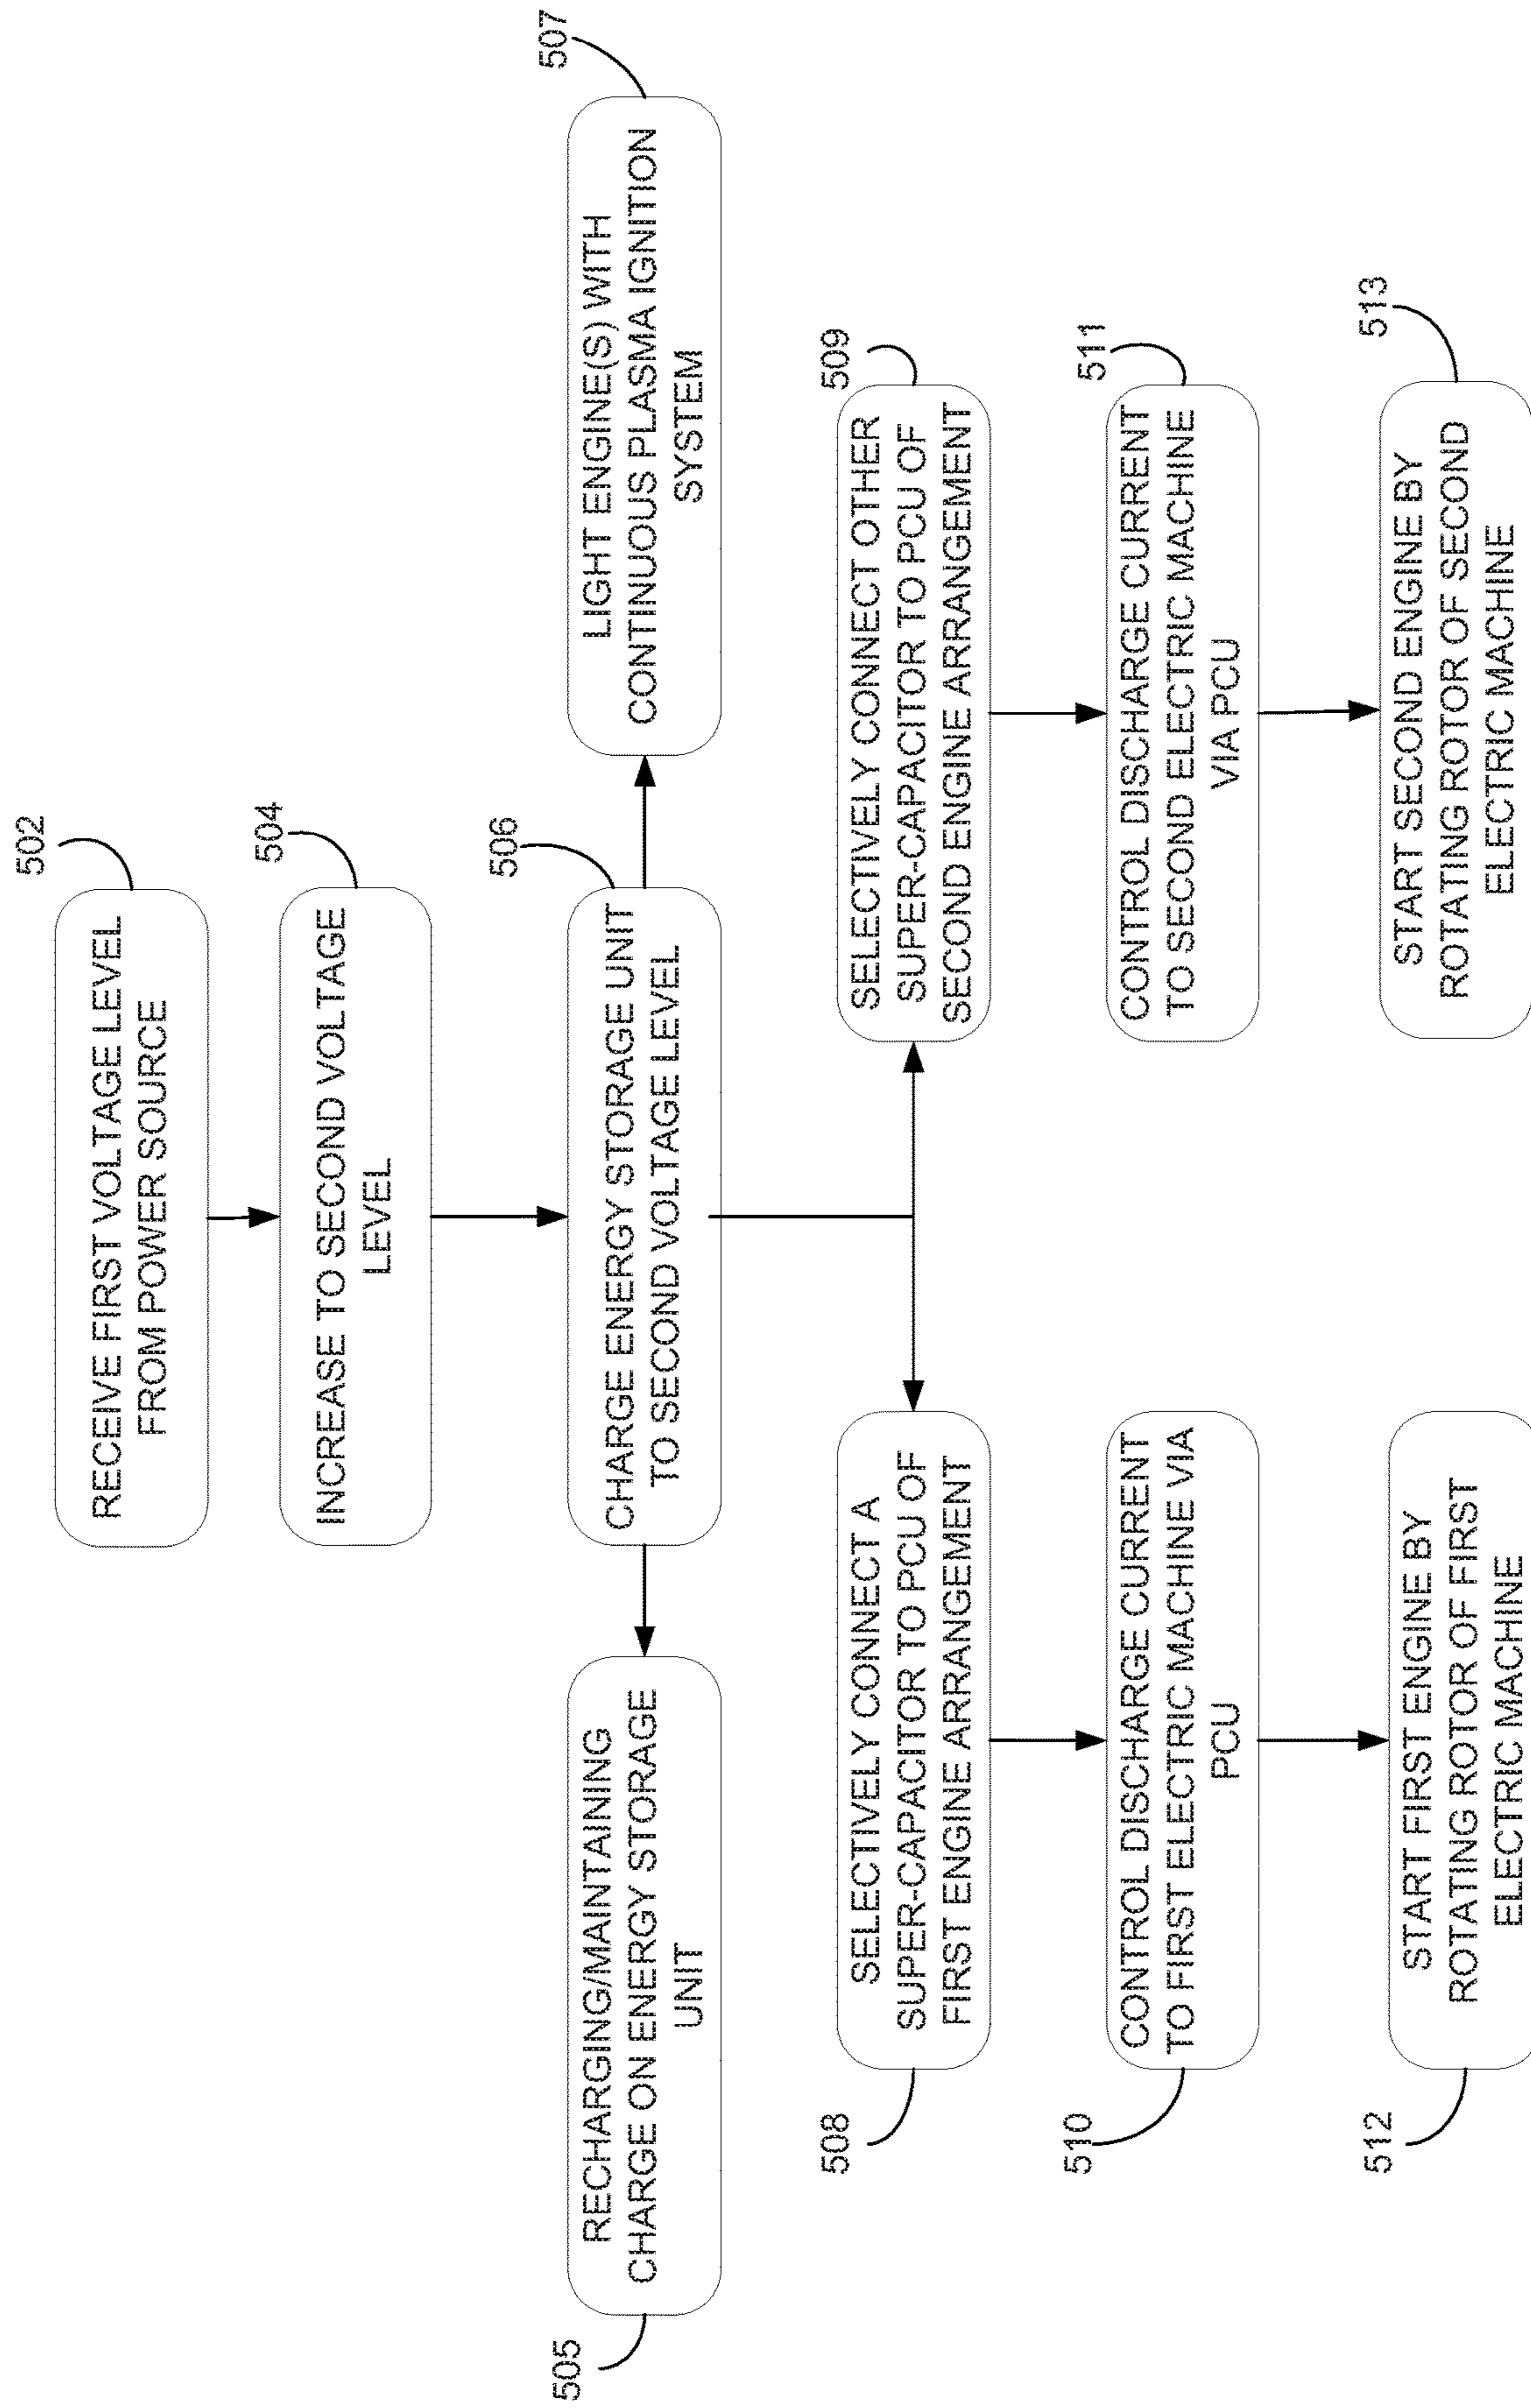 502
RECEIVE FIRST VOLTAGE LEVEL
FROM POWER SOURCE
504
INCREASE TO SECOND VOLTAGE
LEVEL
505
RECHARGING/MAINTAINING
CHARGE ON ENERGY STORAGE
UNIT
506
CHARGE ENERGY STORAGE UNIT
TO SECOND VOLTAGE LEVEL
507
LIGHT ENGINE(S) WITH
CONTINUOUS PLASMA IGNITION
SYSTEM
508
SELECTIVELY CONNECT A
SUPER-CAPACITOR TO PCU OF
FIRST ENGINE ARRANGEMENT
509
SELECTIVELY CONNECT OTHER
SUPER-CAPACITOR TO PCU OF
SECOND ENGINE ARRANGEMENT
510
CONTROL DISCHARGE CURRENT
TO FIRST ELECTRIC MACHINE VIA
PCU
511
CONTROL DISCHARGE CURRENT
TO SECOND ELECTRIC MACHINE
VIA PCU
512
START FIRST ENGINE BY
ROTATING ROTOR OF FIRST
ELECTRIC MACHINE
513
START SECOND ENGINE BY
ROTATING ROTOR OF SECOND
ELECTRIC MACHINE